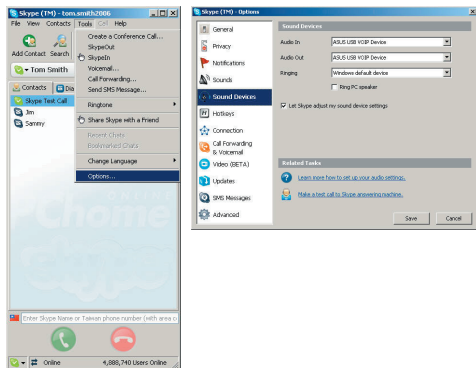 Skype (TM) - tom.smith2006
File View Contacts Tools Call Help
Add Contact Search
Tom Smith
Contacts Dia
Skype Test Call
Jim
Sammy
Create a Conference Call...
SkypeOut
SkypeIn
Voicemail...
Call Forwarding...
Send SMS Message...
Ringtone
Share Skype with a Friend
Recent Chats
Bookmarked Chats
Change Language
Options...
Chome
Enter Skype Name or Taiwan phone number (with area c
Online 4,888,740 Users Online
Skype (TM) - Options
General
Privacy
Notifications
Sounds
Sound Devices
Hotkeys
Connection
Call Forwarding
& Voicemail
Video (BETA)
Updates
SMS Messages
Advanced
Sound Devices
Audio In ASUS USB VOIP Device
Audio Out ASUS USB VOIP Device
Ringing Windows default device
Ring PC speaker
Let Skype adjust my sound device settings
Related Tasks
Learn more how to set up your audio settings.
Make a test call to Skype answering machine.
Save Cancel